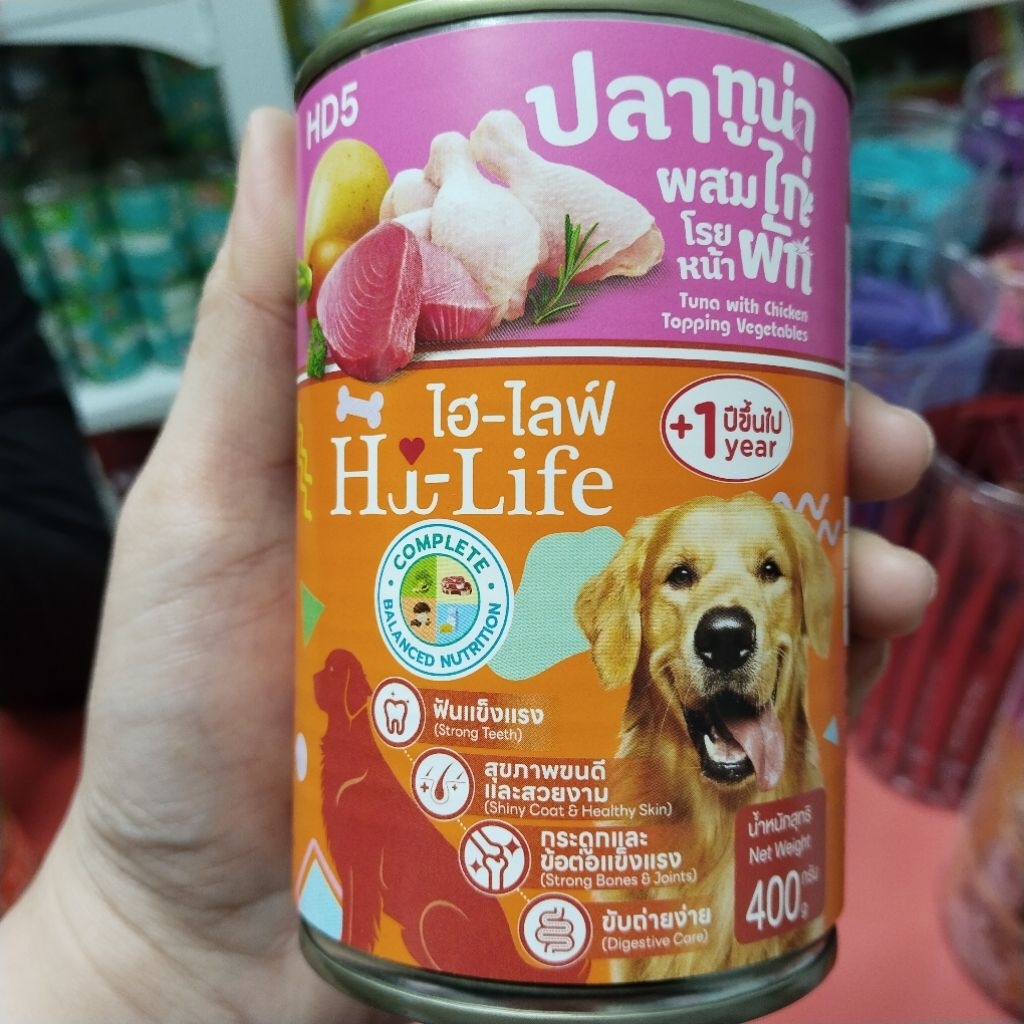 HD5
ปลาทูน่า
ผสมไก่
โรยหน้าผัก
Tuna with Chicken
Topping Vegetables
ไฮ-ไลฟ์
Hi-Life
+1 ปีขึ้นไป
year
COMPLETE
BALANCED NUTRITION
ฟันแข็งแรง
(Strong Teeth)
สุขภาพขนดี
และสวยงาม
(Shiny Coat & Healthy Skin)
กระดูกและ
ข้อต่อแข็งแรง
(Strong Bones & Joints)
ขับถ่ายง่าย
(Digestive Care)
น้ำหนักสุทธิ
Net Weight
400 กรัม
g